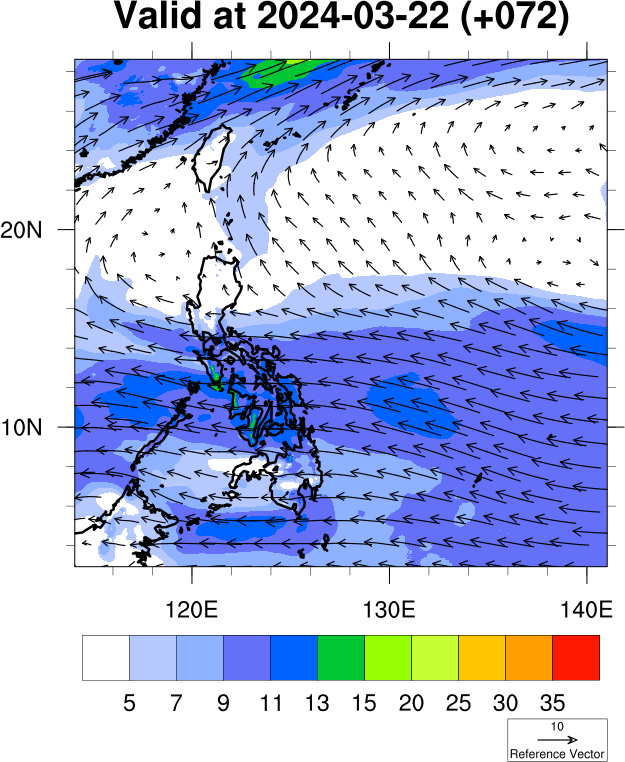 Valid at 2024-03-22 (+072)
20N
10N
120E 130E 140E
5 7 9 11 13 15 20 25 30 35
10
Reference Vector